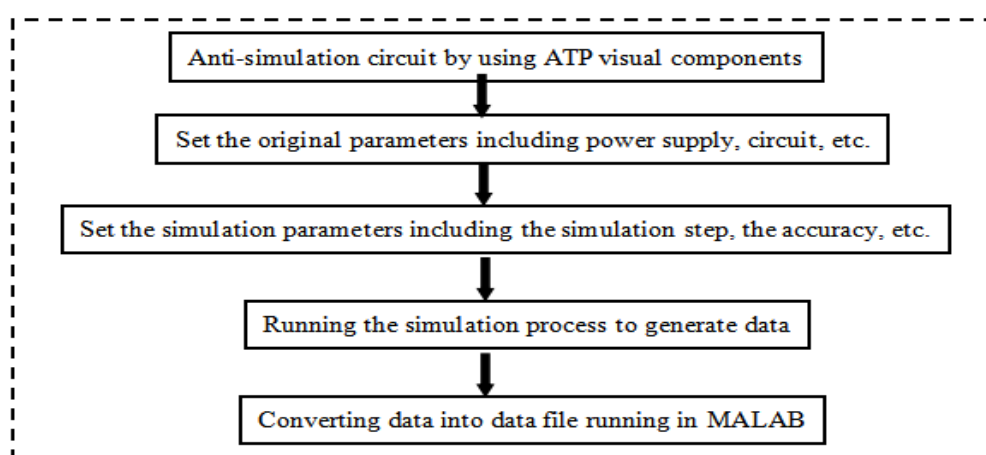 Anti-simulation circuit by using ATP visual components
Set the original parameters including power supply, circuit, etc.
Set the simulation parameters including the simulation step, the accuracy, etc.
Running the simulation process to generate data
Converting data into data file running in MALAB